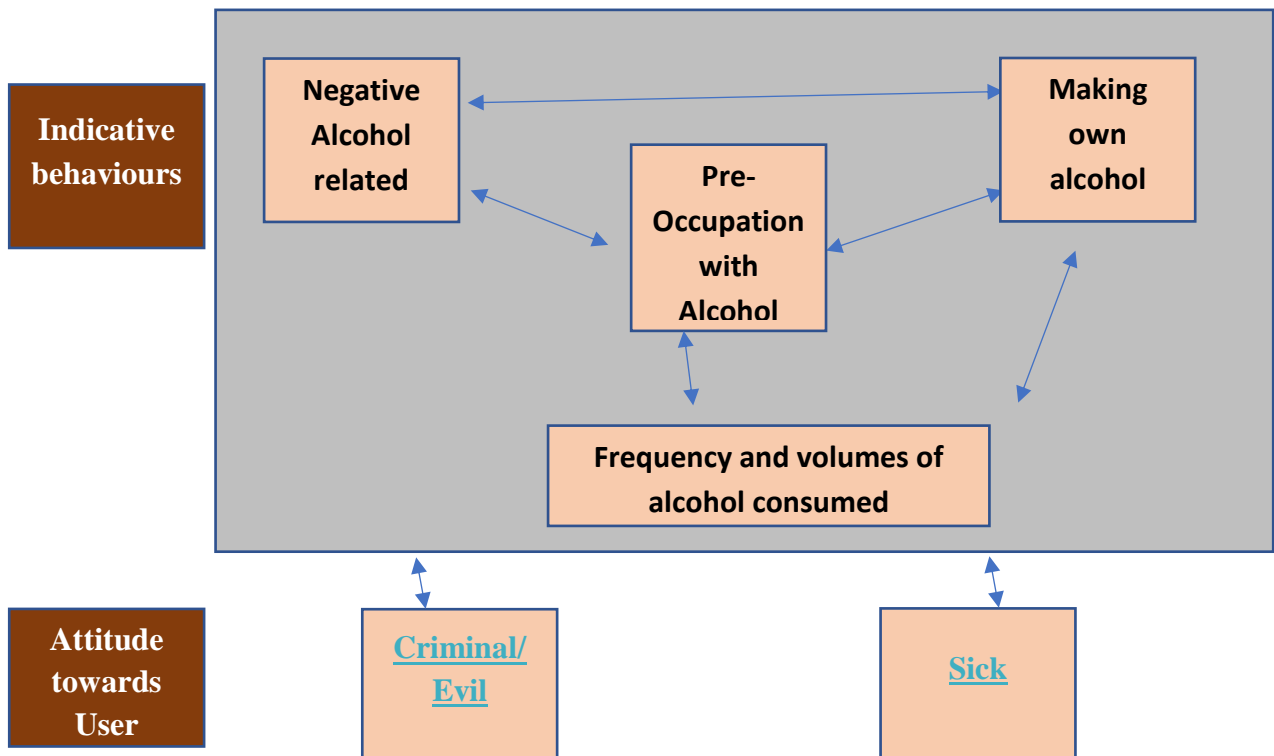 Indicative
behaviours
Negative
Alcohol
related
Pre-
Occupation
with
Alcohol
Making
own
alcohol
Frequency and volumes of
alcohol consumed
Attitude
towards
User
Criminal/
Evil
Sick